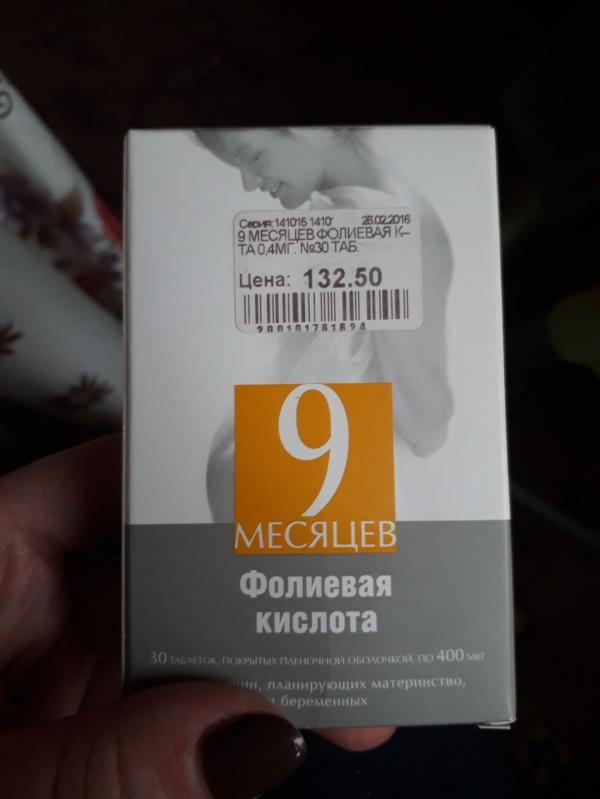 Серия: 141015 1410 26.02.2016
9 МЕСЯЦЕВ ФОЛИЕВАЯ К-
ТА 0,4МГ. №30 ТАБ.
Цена: 132.50
200101761624
9
МЕСЯЦЕВ
Фолиевая
кислота
30 ТАБЛЕТОК, ПОКРЫТЫХ ПЛЕНОЧНОЙ ОБОЛОЧКОЙ, ПО 400 МКГ
планирующих материнство,
и беременных